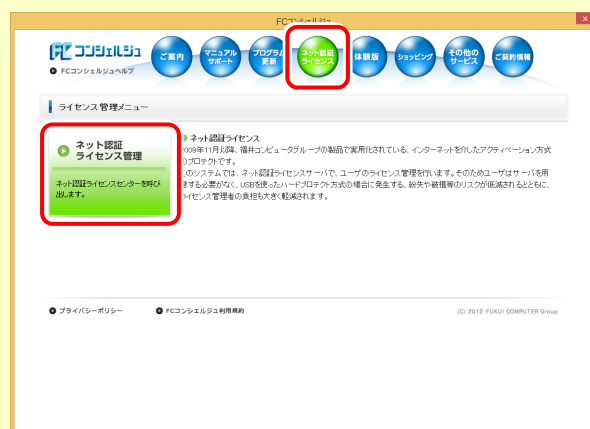 FCコンシェルジュ
FC コンシェルジュ
FCコンシェルジュヘルプ
ご案内
マニュアル
サポート
プログラム
更新
ネット認証
ライセンス
体験版
ショッピング
その他の
サービス
ご契約情報
ライセンス管理メニュー
ネット認証
ライセンス管理
ネット認証ライセンスセンターを呼び
出します。
ネット認証ライセンス
2009年11月以降、福井コンピュータグループの製品で実用化されている、インターネットを介したアクティベーション方式
のプロテクトです。
このシステムでは、ネット認証ライセンスサーバで、ユーザのライセンス管理を行います。そのためユーザはサーバを用
意する必要がなく、USBを使ったハードプロテクト方式の場合に発生する、紛失や破損等のリスクが低減されるとともに、
ライセンス管理者の負担も大きく軽減されます。
プライバシーポリシー
FCコンシェルジュ利用規約
(C) 2012 FUKUI COMPUTER Group